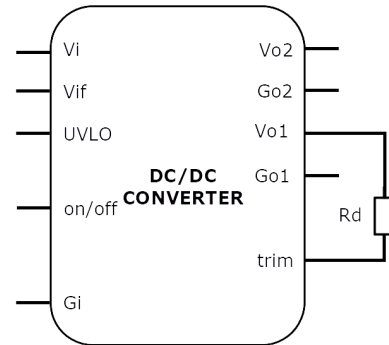 Vi
Vif
UVLO
on/off
Gi
DC/DC
CONVERTER
Vo2
Go2
Vo1
Go1
trim
Rd